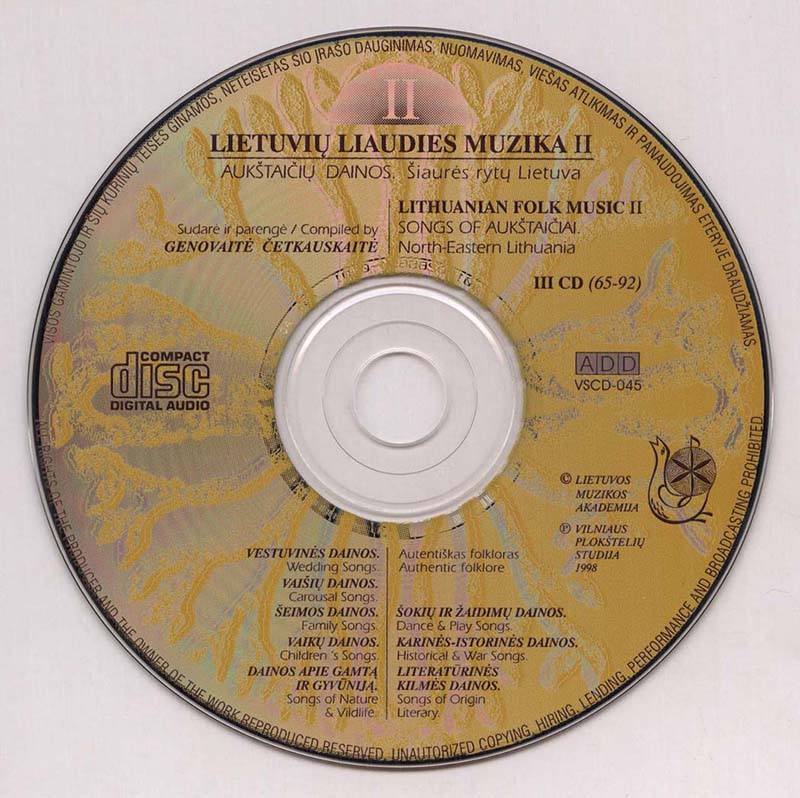 VISOS GAMINTOJO IR ŠIŲ KŪRINIŲ TEISĖS GINAMOS, NETEISĖTAS ŠIO ĮRAŠO DAUGINIMAS, NUOMAVIMAS, VIEŠAS ATLIKIMAS IR PANAUDOJIMAS ETERYJE DRAUDŽIAMAS.
II
LIETUVIŲ LIAUDIES MUZIKA II
AUKŠTAIČIŲ DAINOS. Šiaurės rytų Lietuva
Sudarė ir parengė / Compiled by
GENOVAITĖ ČETKAUSKAITĖ
LITHUANIAN FOLK MUSIC II
SONGS OF AUKŠTAIČIAI.
North-Eastern Lithuania
III CD (65-92)
COMPACT
disc
DIGITAL AUDIO
ADD
VSCD-045
© LIETUVOS
MUZIKOS
AKADEMIJA
℗ VILNIAUS
PLOKŠTELIŲ
STUDIJA
1998
VESTUVINĖS DAINOS.
Wedding Songs.
VAIŠIŲ DAINOS.
Carousal Songs.
ŠEIMOS DAINOS.
Family Songs.
VAIKŲ DAINOS.
Children 's Songs.
DAINOS APIE GAMTĄ
IR GYVŪNIJĄ.
Songs of Nature
& Wildlife.
Autentiškas folkloras
Authentic folklore
ŠOKIŲ IR ŽAIDIMŲ DAINOS.
Dance & Play Songs.
KARINĖS-ISTORINĖS DAINOS.
Historical & War Songs.
LITERATŪRINĖS
KILMĖS DAINOS.
Songs of Origin
Literary.
RIGHTS OF THE PRODUCER AND THE OWNER OF THE WORK REPRODUCED RESERVED. UNAUTHORIZED COPYING, HIRING, LENDING, PERFORMANCE AND BROADCASTING PROHIBITED.